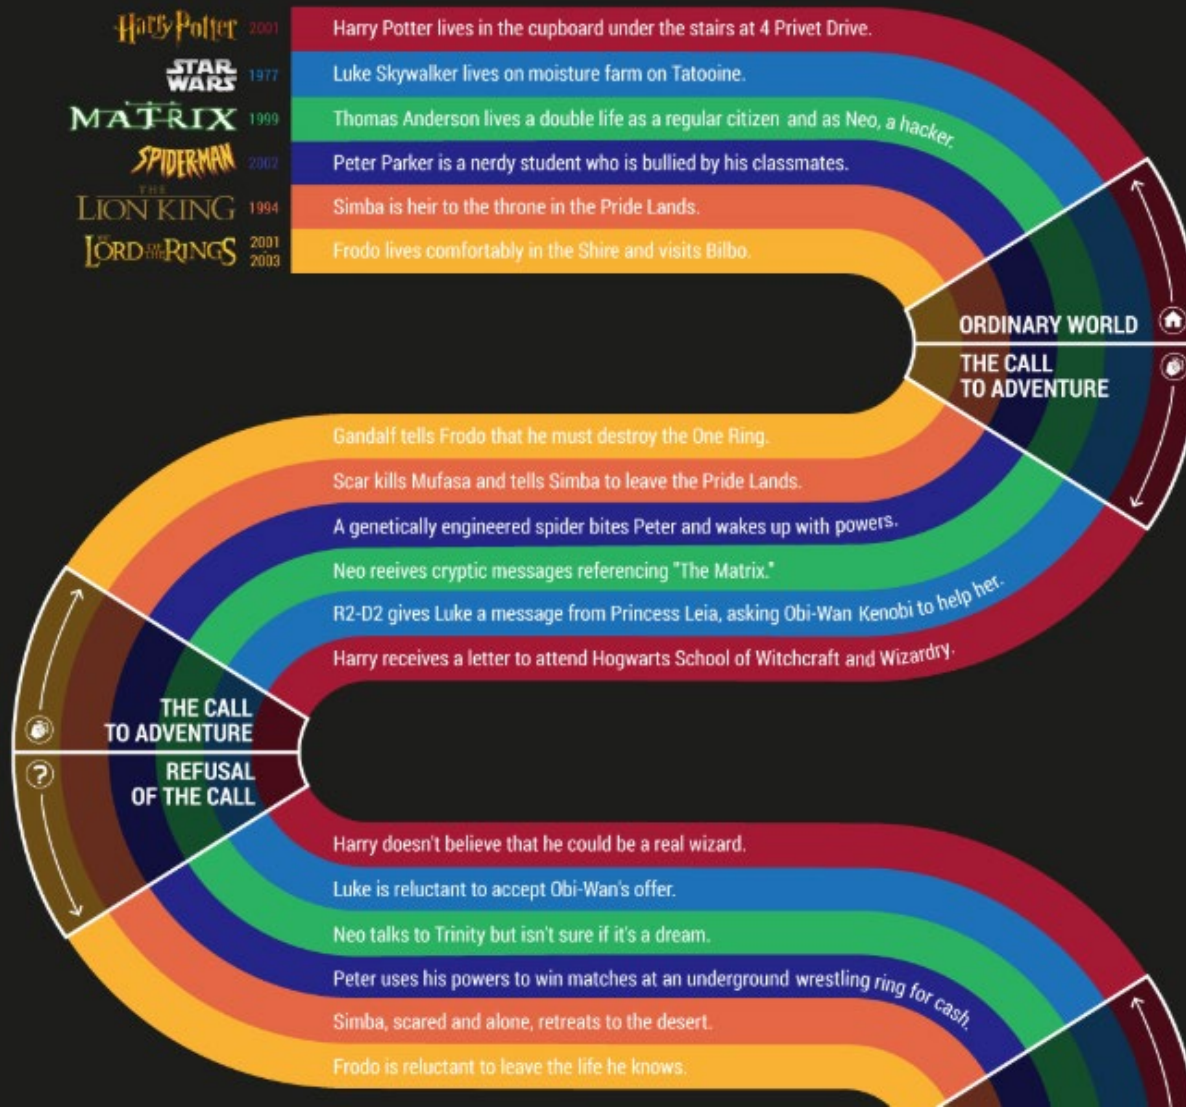 Harry Potter 2001 Harry Potter lives in the cupboard under the stairs at 4 Privet Drive.
STAR WARS 1977 Luke Skywalker lives on moisture farm on Tatooine.
MATRIX 1999 Thomas Anderson lives a double life as a regular citizen and as Neo, a hacker.
SPIDERMAN 2002 Peter Parker is a nerdy student who is bullied by his classmates.
THE LION KING 1994 Simba is heir to the throne in the Pride Lands.
THE LORD OF THE RINGS 2001 - 2003 Frodo lives comfortably in the Shire and visits Bilbo.
ORDINARY WORLD
THE CALL
TO ADVENTURE
Gandalf tells Frodo that he must destroy the One Ring.
Scar kills Mufasa and tells Simba to leave the Pride Lands.
A genetically engineered spider bites Peter and wakes up with powers.
Neo reeives cryptic messages referencing "The Matrix."
R2-D2 gives Luke a message from Princess Leia, asking Obi-Wan Kenobi to help her.
Harry receives a letter to attend Hogwarts School of Witchcraft and Wizardry.
THE CALL
TO ADVENTURE
?
REFUSAL
OF THE CALL
Harry doesn't believe that he could be a real wizard.
Luke is reluctant to accept Obi-Wan's offer.
Neo talks to Trinity but isn't sure if it's a dream.
Peter uses his powers to win matches at an underground wrestling ring for cash.
Simba, scared and alone, retreats to the desert.
Frodo is reluctant to leave the life he knows.